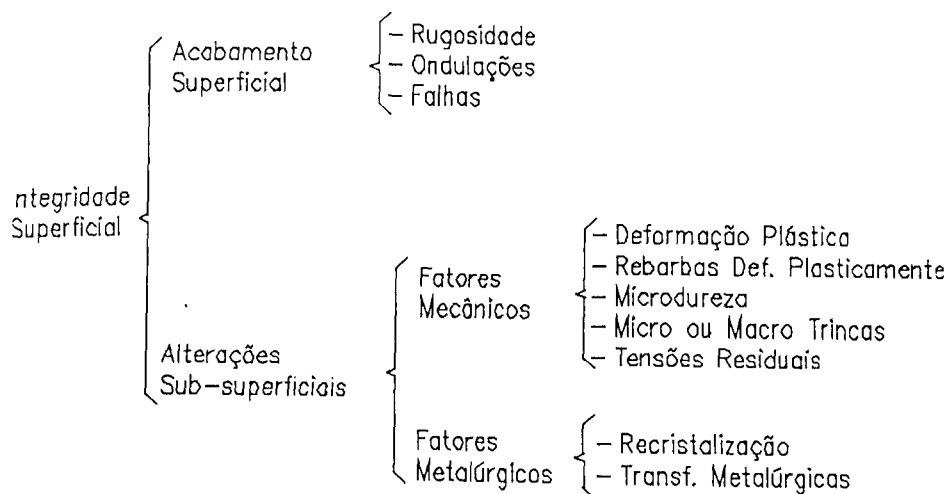 Acabamento
Superficial
– Rugosidade
– Ondulações
– Falhas
ntegridade
Superficial
Alterações
Sub-superficiais
Fatores
Mecânicos
– Deformação Plástica
– Rebarbas Def. Plasticamente
– Microdureza
– Micro ou Macro Trincas
– Tensões Residuais
Fatores
Metalúrgicos
– Recristalização
– Transf. Metalúrgicas